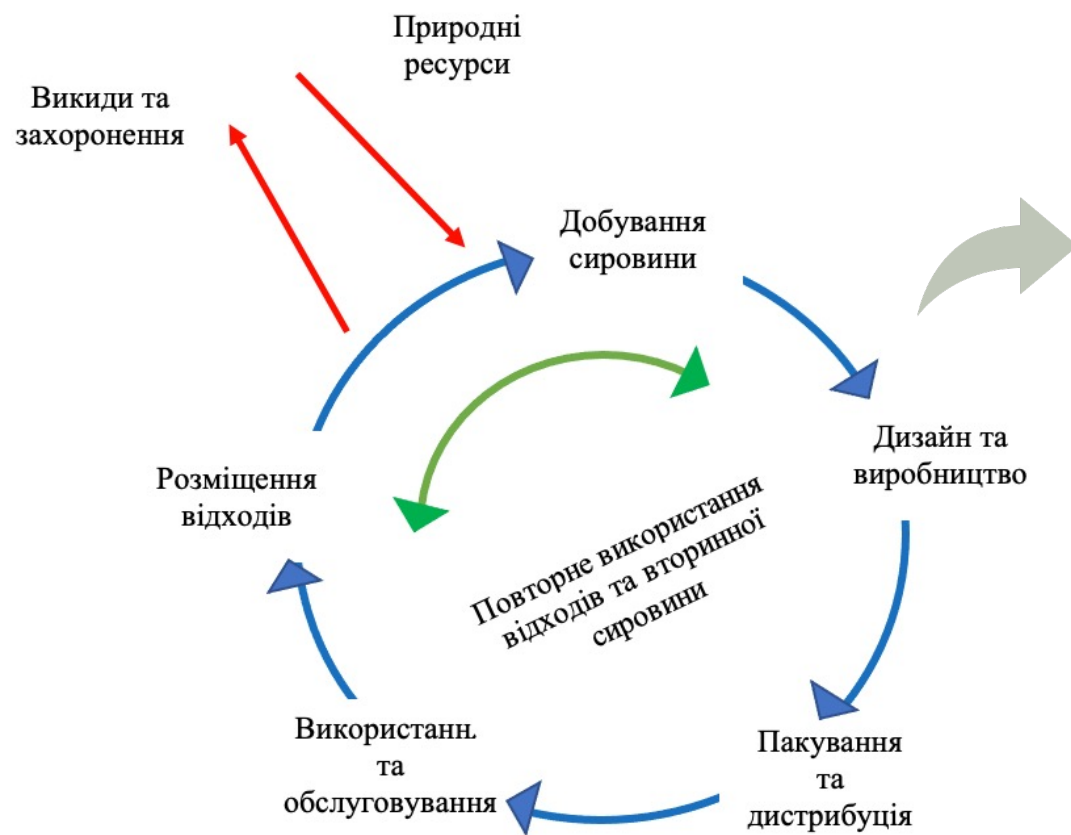 Природні
ресурси
Викиди та
захоронення
Добування
сировини
Дизайн та
виробництво
Розміщення
відходів
Повторне використання
відходів та вторинної
сировини
Використанн
та
обслуговування
Пакування
та
дистрибуція